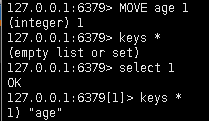 127.0.0.1:6379> MOVE age 1
(integer) 1
127.0.0.1:6379> keys *
(empty list or set)
127.0.0.1:6379> select 1
OK
127.0.0.1:6379[1]> keys *
1) "age"